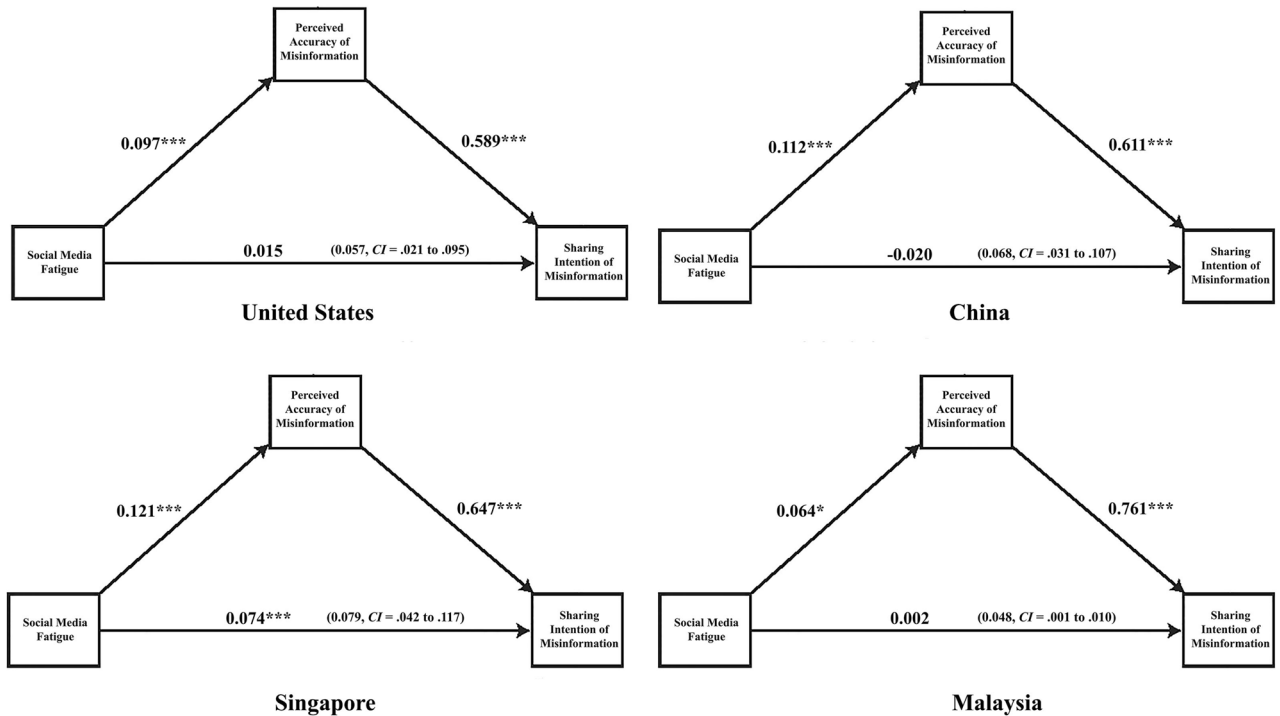 Perceived
Accuracy of
Misinformation
0.097***
0.589***
Social Media
Fatigue
0.015
(0.057, CI = .021 to .095)
Sharing
Intention of
Misinformation
United States
Perceived
Accuracy of
Misinformation
0.112***
0.611***
Social Media
Fatigue
-0.020
(0.068, CI = .031 to .107)
Sharing
Intention of
Misinformation
China
Perceived
Accuracy of
Misinformation
0.121***
0.647***
Social Media
Fatigue
0.074***
(0.079, CI = .042 to .117)
Sharing
Intention of
Misinformation
Singapore
Perceived
Accuracy of
Misinformation
0.064*
0.761***
Social Media
Fatigue
0.002
(0.048, CI = .001 to .010)
Sharing
Intention of
Misinformation
Malaysia